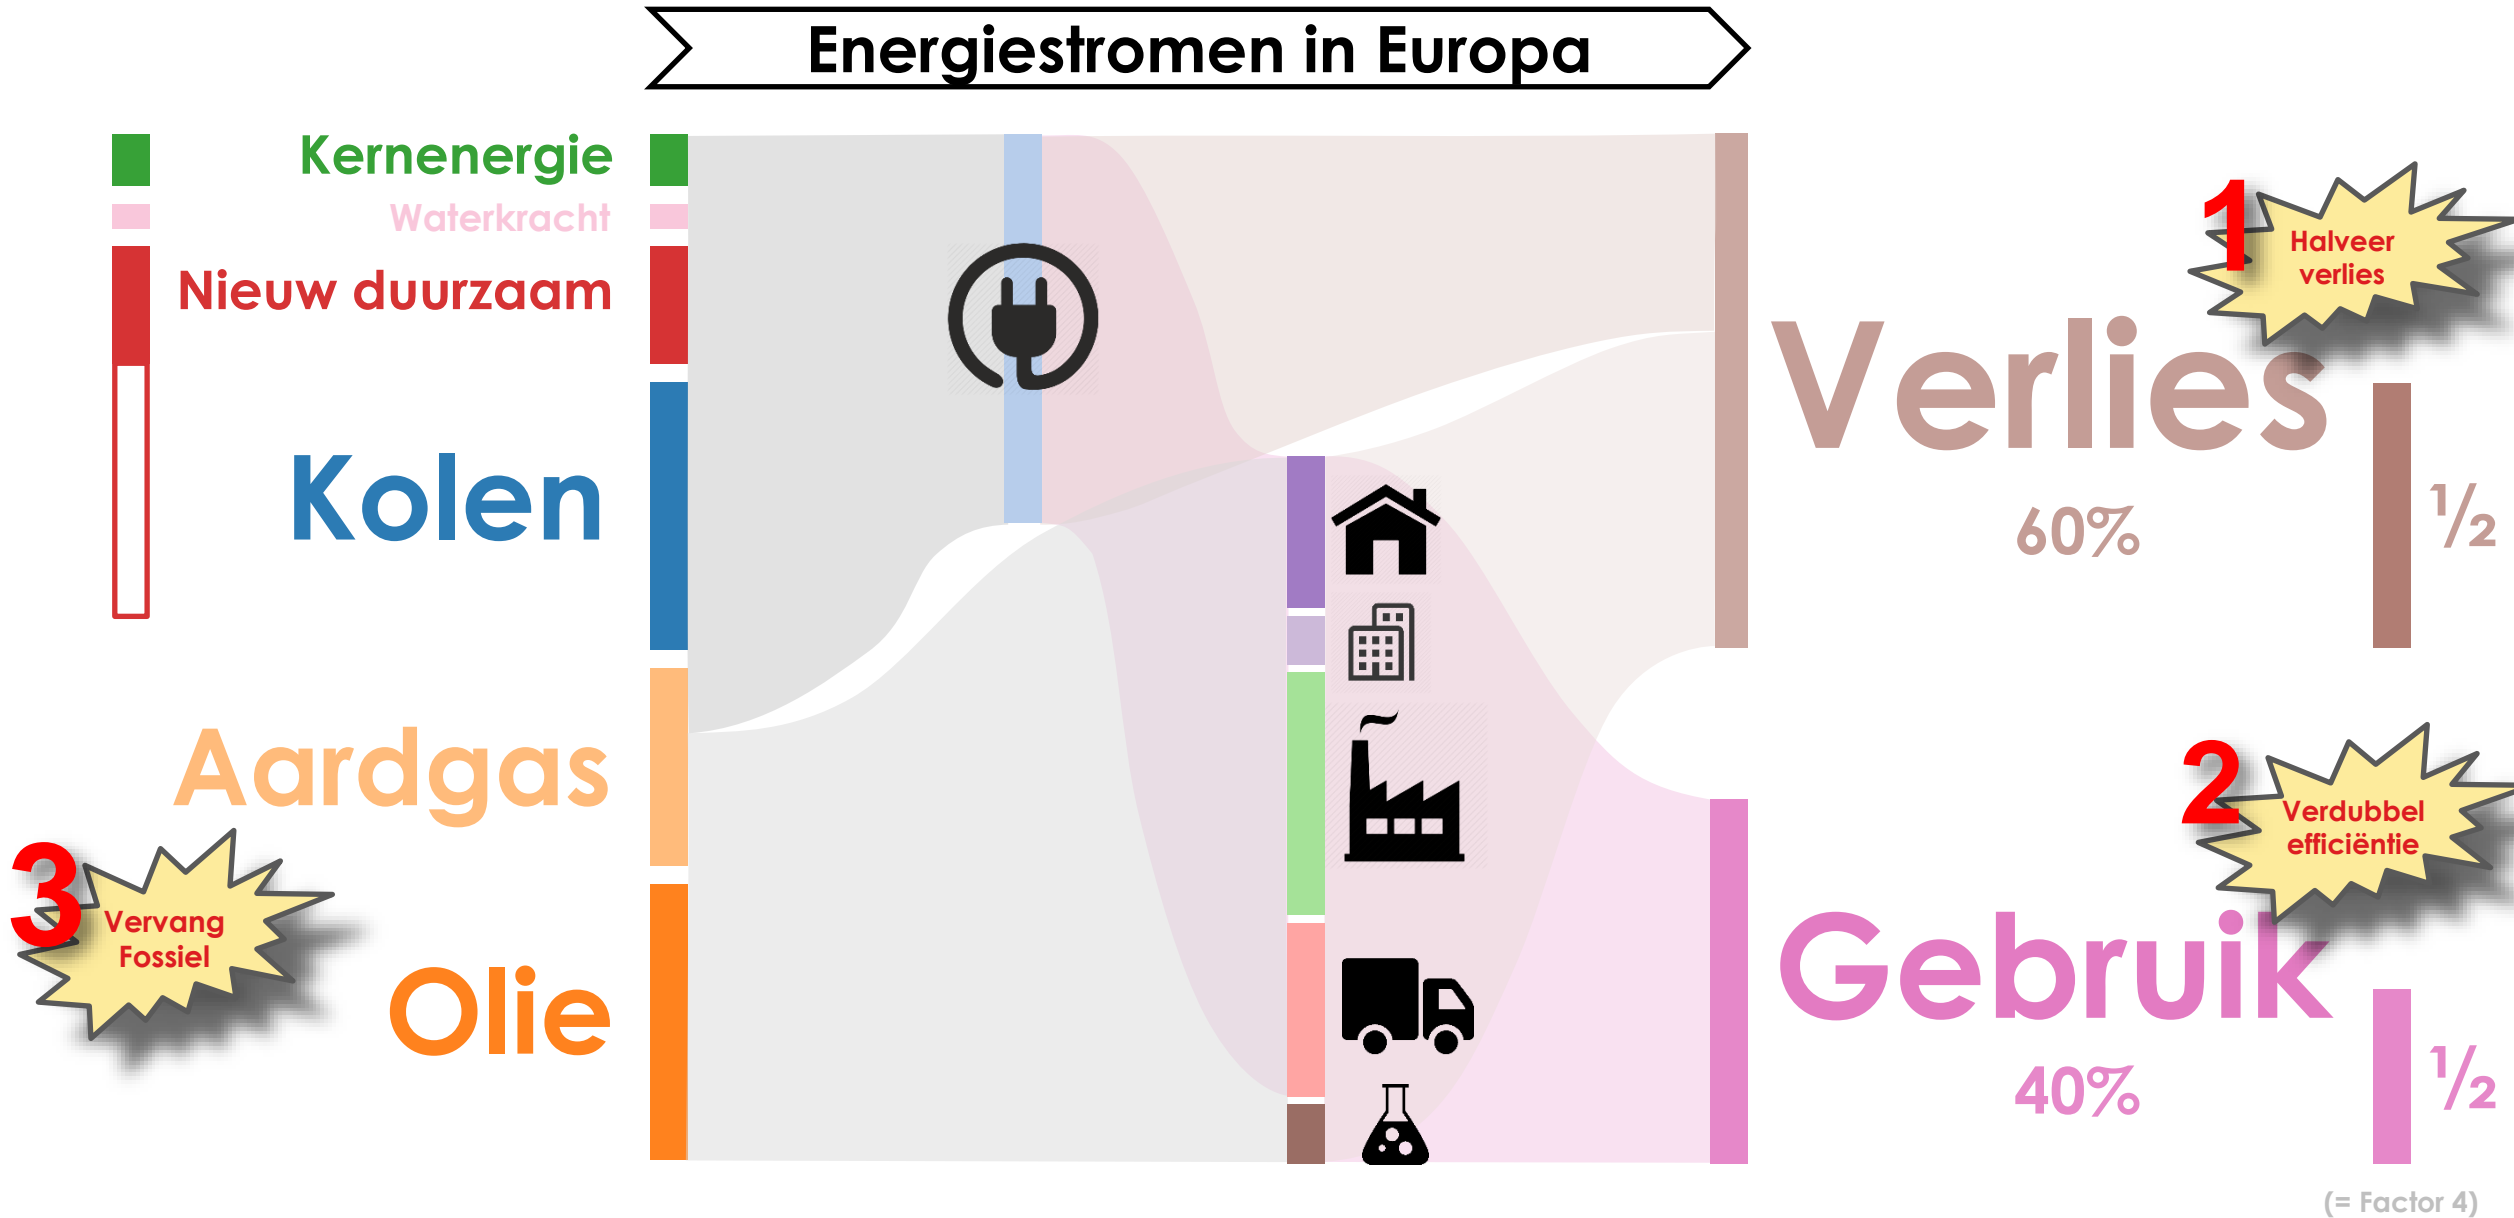 Energiestromen in Europa
Kernenergie
Waterkracht
Nieuw duurzaam
Kolen
Aardgas
3
Vervang
Fossiel
Olie
1
Halveer
verlies
Verlies
60%
½
2
Verdubbel
efficiëntie
Gebruik
40%
½
(= Factor 4)